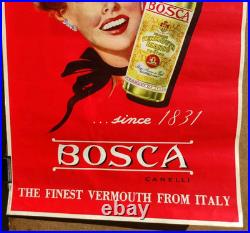 BOSCA
...since 1831
BOSCA
CANELLI
THE FINEST VERMOUTH FROM ITALY